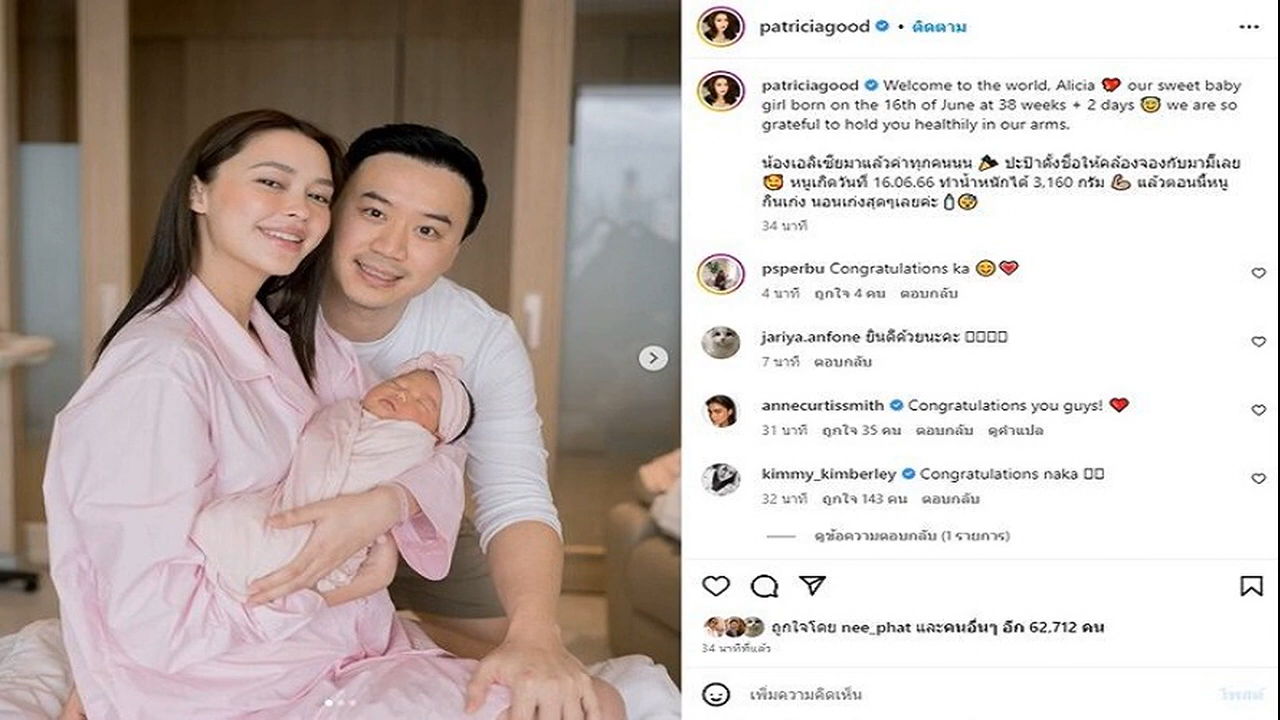 patriciagood • ติดตาม
patriciagood Welcome to the world, Alicia ❤️ our sweet baby
girl born on the 16th of June at 38 weeks + 2 days 😇 we are so
grateful to hold you healthily in our arms.
น้องเอลิเซียมาแล้วค่าทุกคนนน 🎉 ปะป๊าตั้งชื่อให้คล้องจองกับมามี๊เลย
🥰 หนูเกิดวันที่ 16.06.66 ทำน้ำหนักได้ 3,160 กรัม 💪🏼 แล้วตอนนี้หนู
กินเก่ง นอนเก่งสุดๆเลยค่ะ 🍼😴
34 นาที
psperbu Congratulations ka 😊❤️
4 นาที ถูกใจ 4 คน ตอบกลับ
jariya.anfone ยินดีด้วยนะคะ
7 นาที ตอบกลับ
annecurtissmith Congratulations you guys! ❤️
31 นาที ถูกใจ 35 คน ตอบกลับ ดูคำแปล
kimmy_kimberley Congratulations naka
32 นาที ถูกใจ 143 คน ตอบกลับ
ดูข้อความตอบกลับ (1 รายการ)
ถูกใจโดย nee_phat และคนอื่นๆ อีก 62,712 คน
34 นาทีที่แล้ว
เพิ่มความคิดเห็น
โพสต์